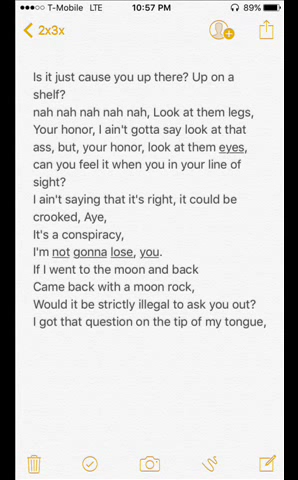 T-Mobile LTE 10:57 PM 89%
2x3x
Is it just cause you up there? Up on a
shelf?
nah nah nah nah nah, Look at them legs,
Your honor, I ain't gotta say look at that
ass, but, your honor, look at them eyes,
can you feel it when you in your line of
sight?
I ain't saying that it's right, it could be
crooked, Aye,
It's a conspiracy,
I'm not gonna lose, you.
If I went to the moon and back
Came back with a moon rock,
Would it be strictly illegal to ask you out?
I got that question on the tip of my tongue,